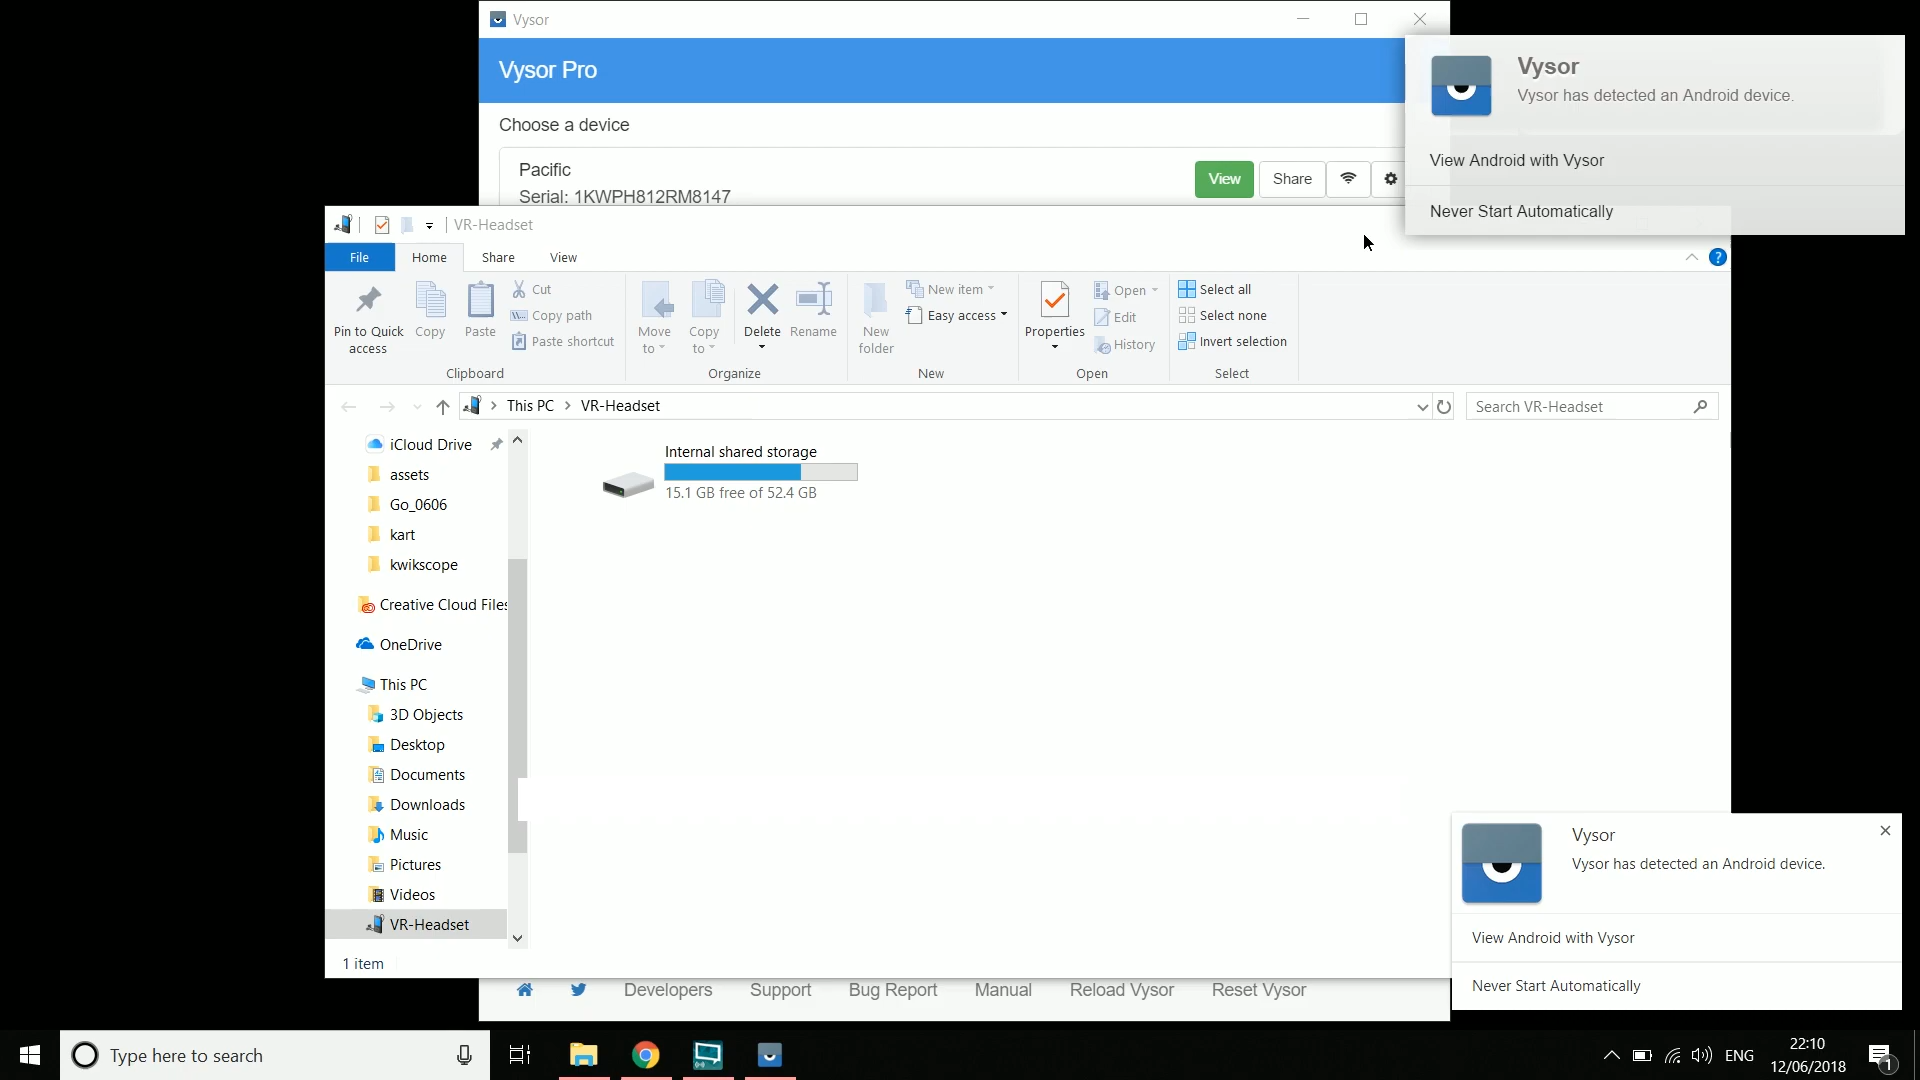 Vysor
Vysor Pro
Choose a device
Pacific
Serial: 1KWPH812RM8147
View
Share
Vysor
Vysor has detected an Android device.
View Android with Vysor
Never Start Automatically
VR-Headset
File
Home
Share
View
Pin to Quick
access
Copy
Paste
Cut
Copy path
Paste shortcut
Clipboard
Move
to
Copy
to
Delete
Rename
Organize
New
folder
New item
Easy access
New
Properties
Open
Edit
History
Open
Select all
Select none
Invert selection
Select
This PC > VR-Headset
Search VR-Headset
iCloud Drive
assets
Go_0606
kart
kwikscope
Creative Cloud Files
OneDrive
This PC
3D Objects
Desktop
Documents
Downloads
Music
Pictures
Videos
VR-Headset
Internal shared storage
15.1 GB free of 52.4 GB
1 item
Vysor
Vysor has detected an Android device.
View Android with Vysor
Never Start Automatically
Developers
Support
Bug Report
Manual
Reload Vysor
Reset Vysor
Type here to search
ENG
22:10
12/06/2018
1